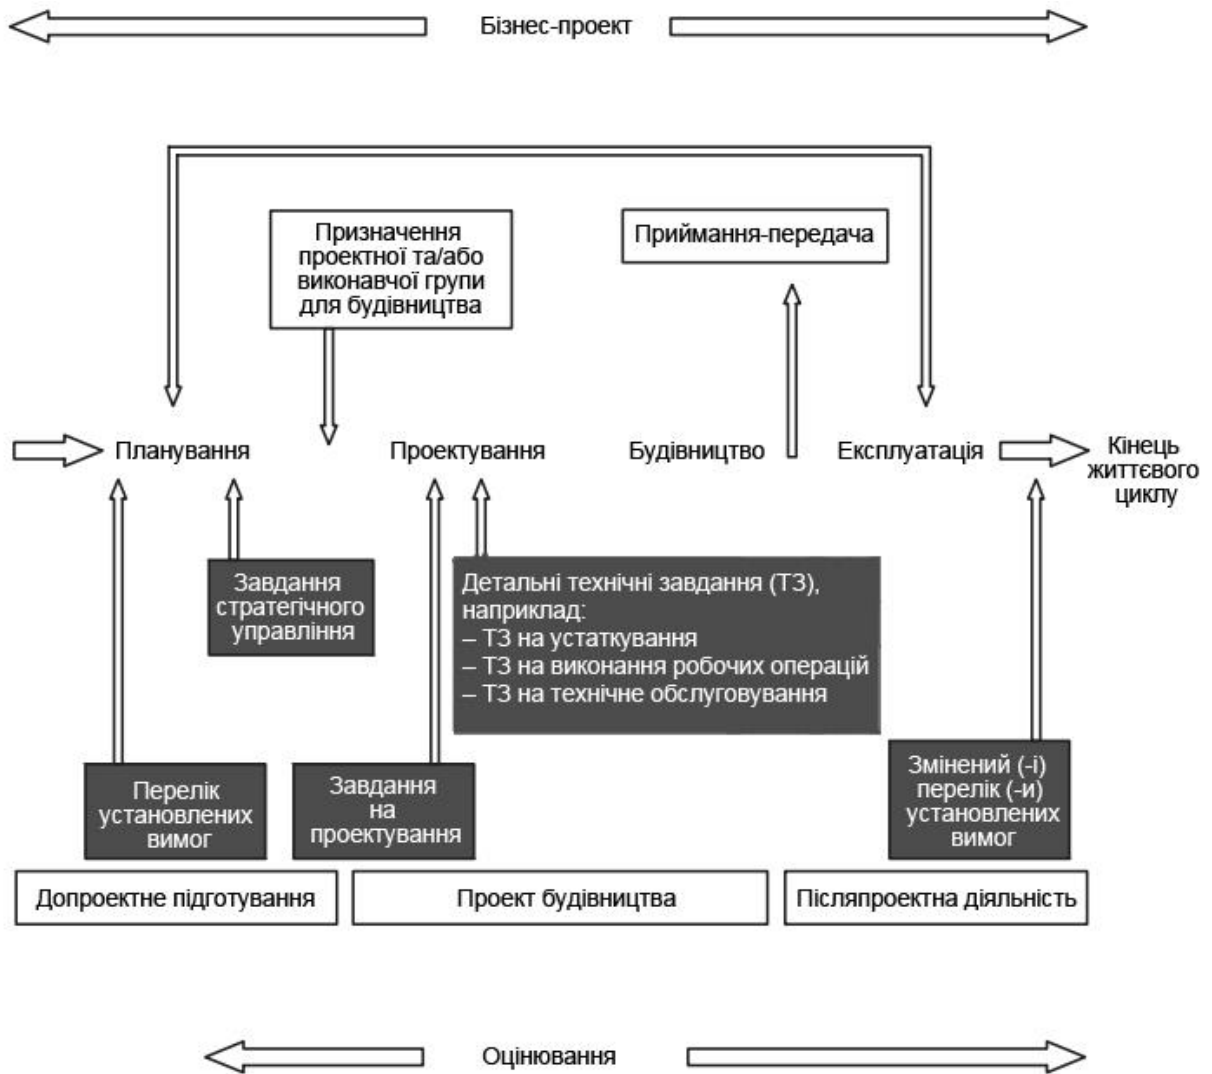 Бізнес-проект
Призначення
проектної та/або
виконавчої групи
для будівництва
Приймання-передача
Планування
Проектування
Будівництво
Експлуатація
Кінець
життєвого
циклу
Завдання
стратегічного
управління
Детальні технічні завдання (ТЗ),
наприклад:
– ТЗ на устаткування
– ТЗ на виконання робочих операцій
– ТЗ на технічне обслуговування
Перелік
установлених
вимог
Завдання
на
проектування
Змінений (-і)
перелік (-и)
установлених
вимог
Допроектне підготування
Проект будівництва
Післяпроектна діяльність
Оцінювання